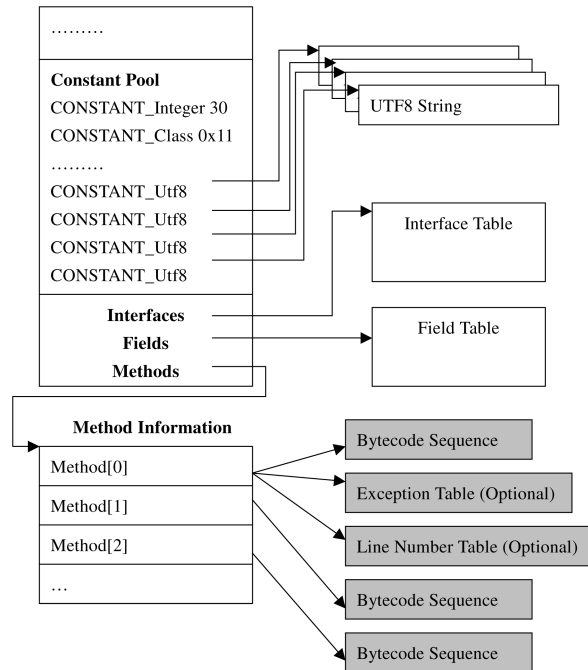 ………
Constant Pool
CONSTANT_Integer 30
CONSTANT_Class 0x11
………
CONSTANT_Utf8
CONSTANT_Utf8
CONSTANT_Utf8
CONSTANT_Utf8
UTF8 String
Interface Table
Interfaces
Fields
Methods
Field Table
Method Information
Method[0]
Method[1]
Method[2]
…
Bytecode Sequence
Exception Table (Optional)
Line Number Table (Optional)
Bytecode Sequence
Bytecode Sequence